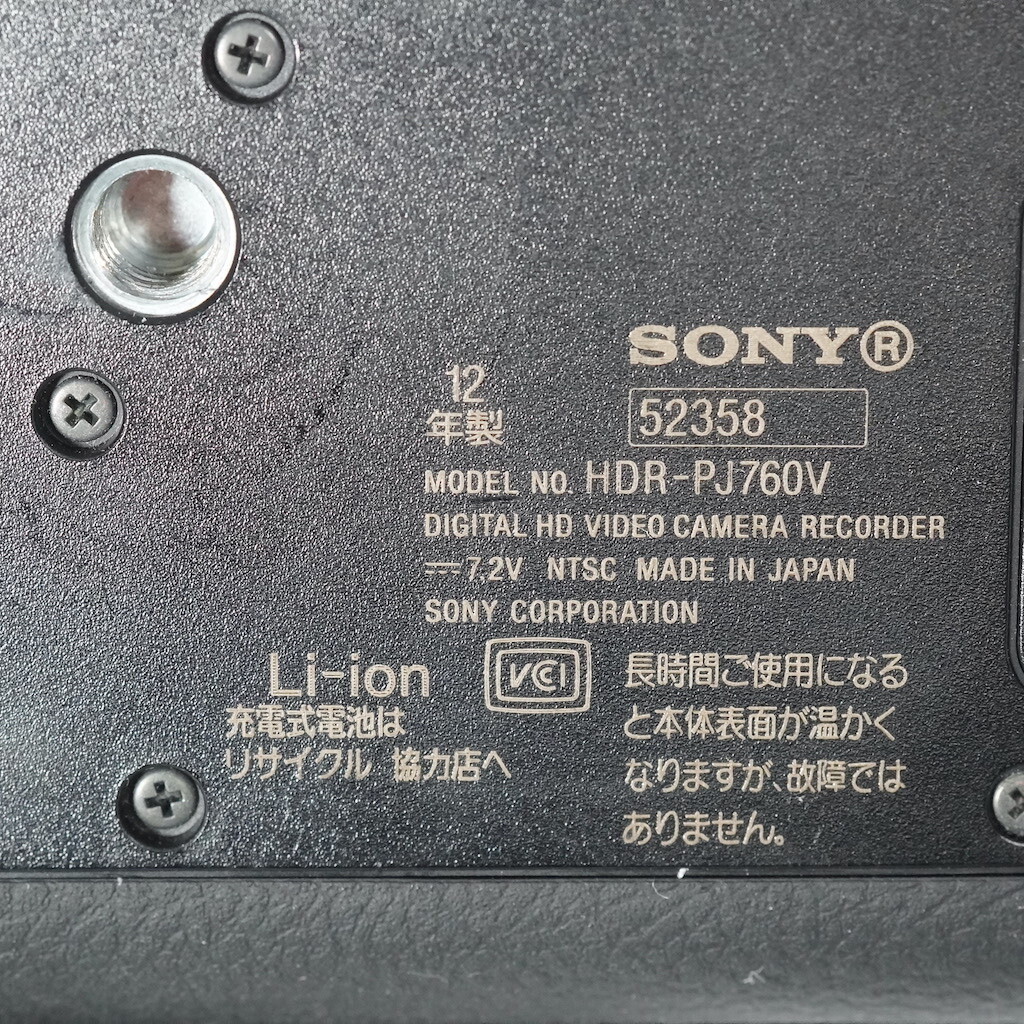 SONY®
12
年製
52358
MODEL NO. HDR-PJ760V
DIGITAL HD VIDEO CAMERA RECORDER
⎓7.2V NTSC MADE IN JAPAN
SONY CORPORATION
Li-ion
充電式電池は
リサイクル 協力店へ
VCI
長時間ご使用になる
と本体表面が温かく
なりますが、故障では
ありません。